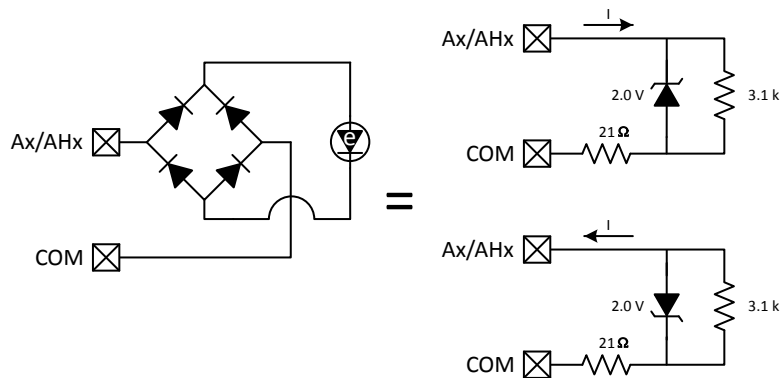 Ax/AHx
COM
e
=
I
Ax/AHx
2.0 V
3.1 k
21Ω
COM
I
Ax/AHx
2.0 V
3.1 k
21Ω
COM